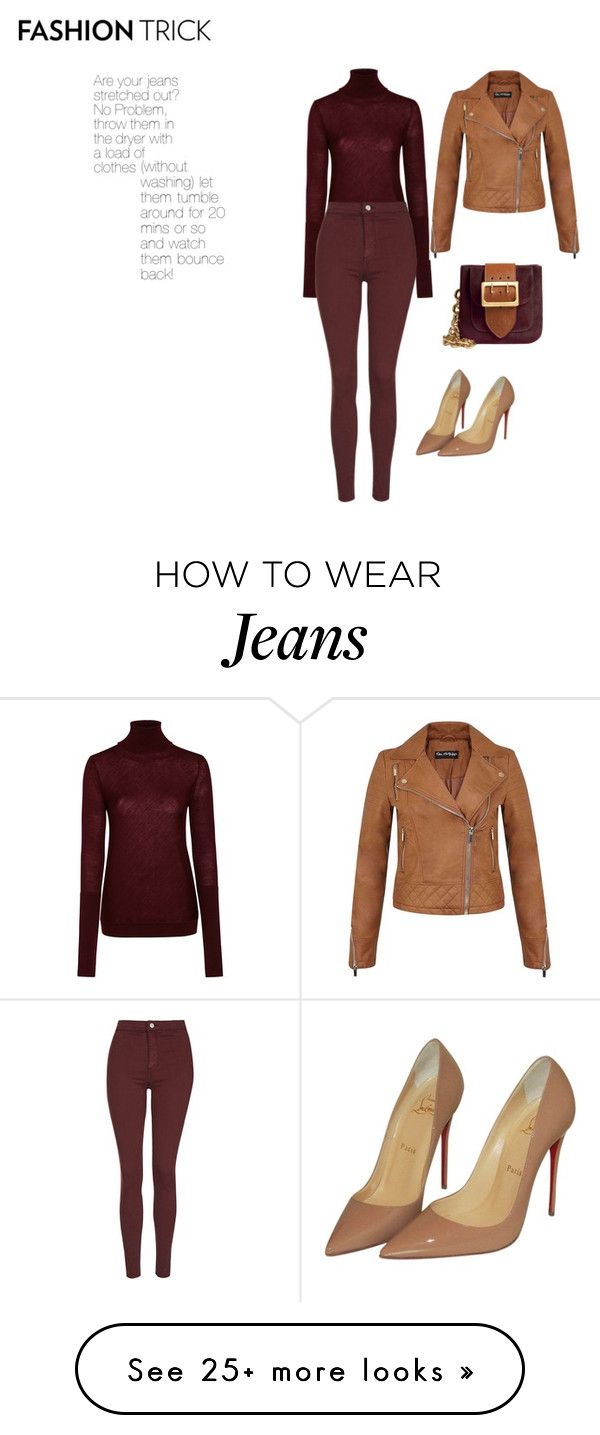 FASHION TRICK
Are your jeans
stretched out?
No Problem,
throw them in
the dryer with
a load of
clothes (without
washing) let
them tumble
around for 20
mins or so
and watch
them bounce
back!
HOW TO WEAR
Jeans
Paris
Paris
See 25+ more looks »